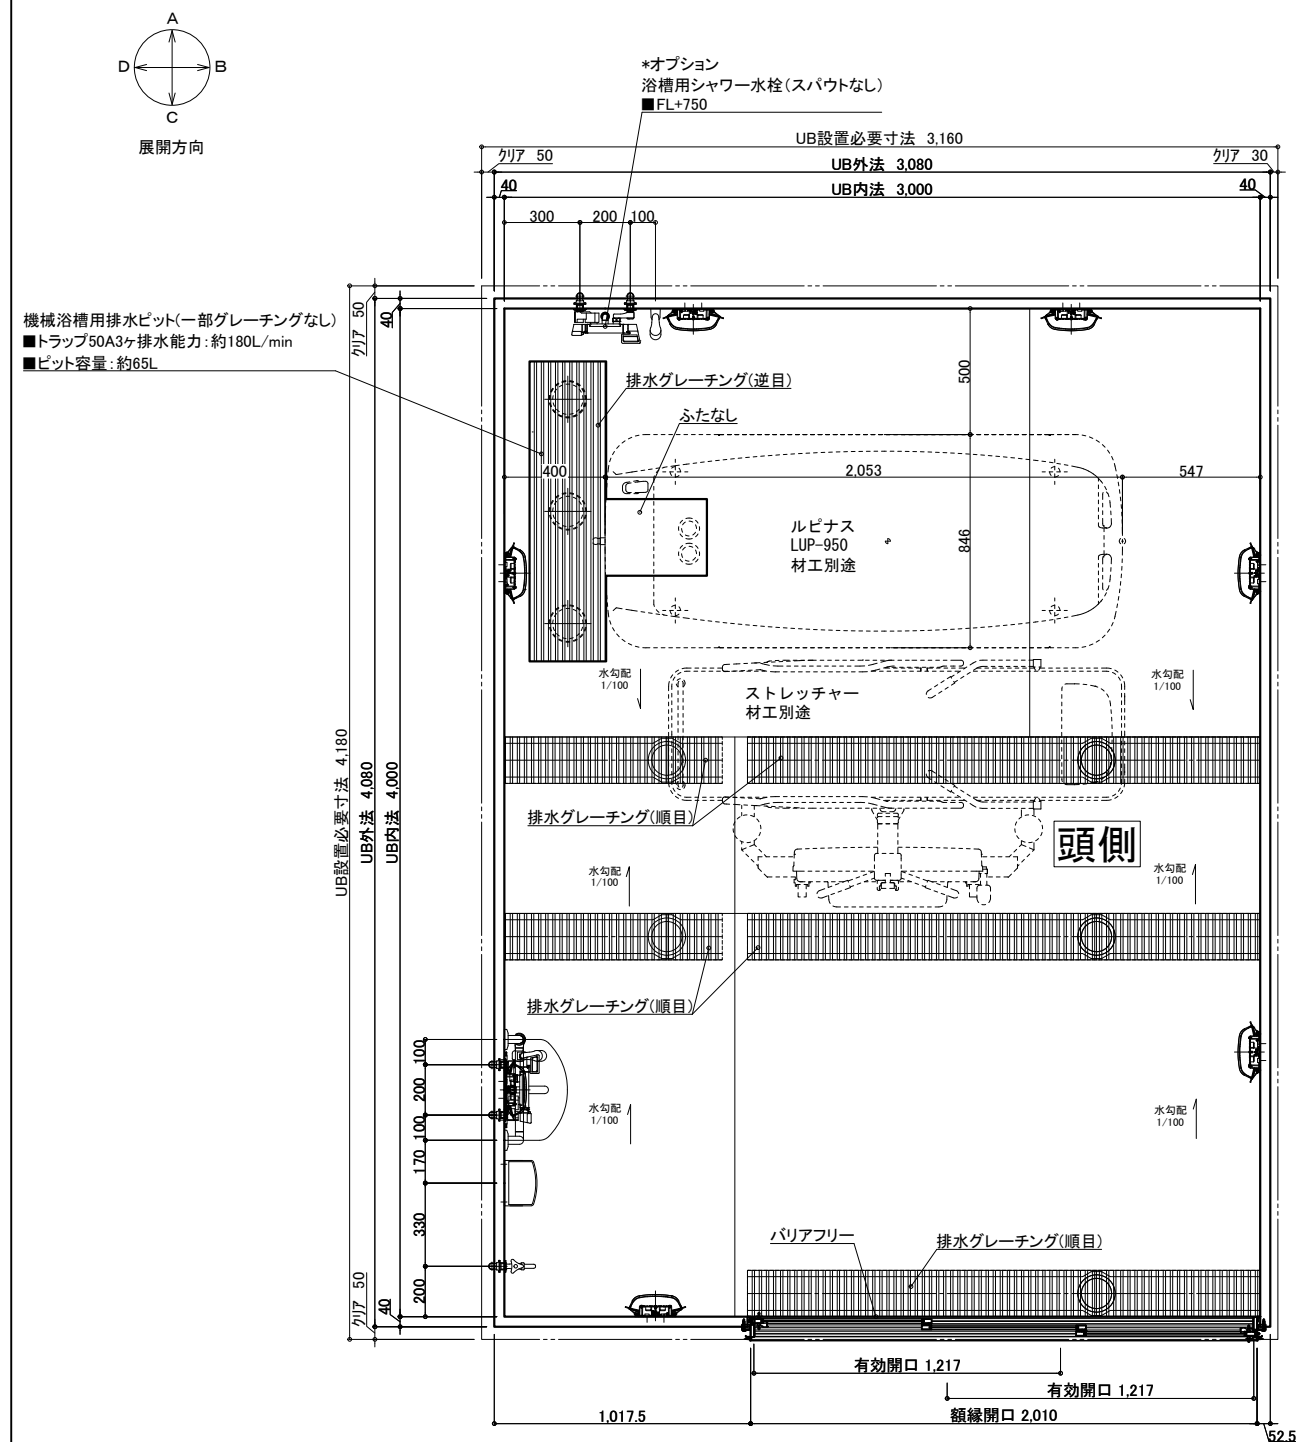 A
D
B
C
展開方向
*オプション
浴槽用シャワー水栓(スパウトなし)
■FL+750
UB設置必要寸法 3,160
クリア 50
UB外法 3,080
クリア 30
40
UB内法 3,000
40
300
200
100
機械浴槽用排水ピット(一部グレーチングなし)
■トラップ50A3ヶ排水能力:約180L/min
■ピット容量:約65L
クリア 50
40
排水グレーチング(逆目)
ふたなし
500
400
2,053
547
ルピナス
LUP-950
材工別途
846
水勾配
1/100
ストレッチャー
材工別途
水勾配
1/100
UB設置必要寸法 4,180
UB外法 4,080
UB内法 4,000
排水グレーチング(順目)
頭側
水勾配
1/100
水勾配
1/100
排水グレーチング(順目)
100
200
100
170
330
200
水勾配
1/100
水勾配
1/100
バリアフリー
排水グレーチング(順目)
クリア 50
40
有効開口 1,217
有効開口 1,217
1,017.5
額縁開口 2,010
52.5